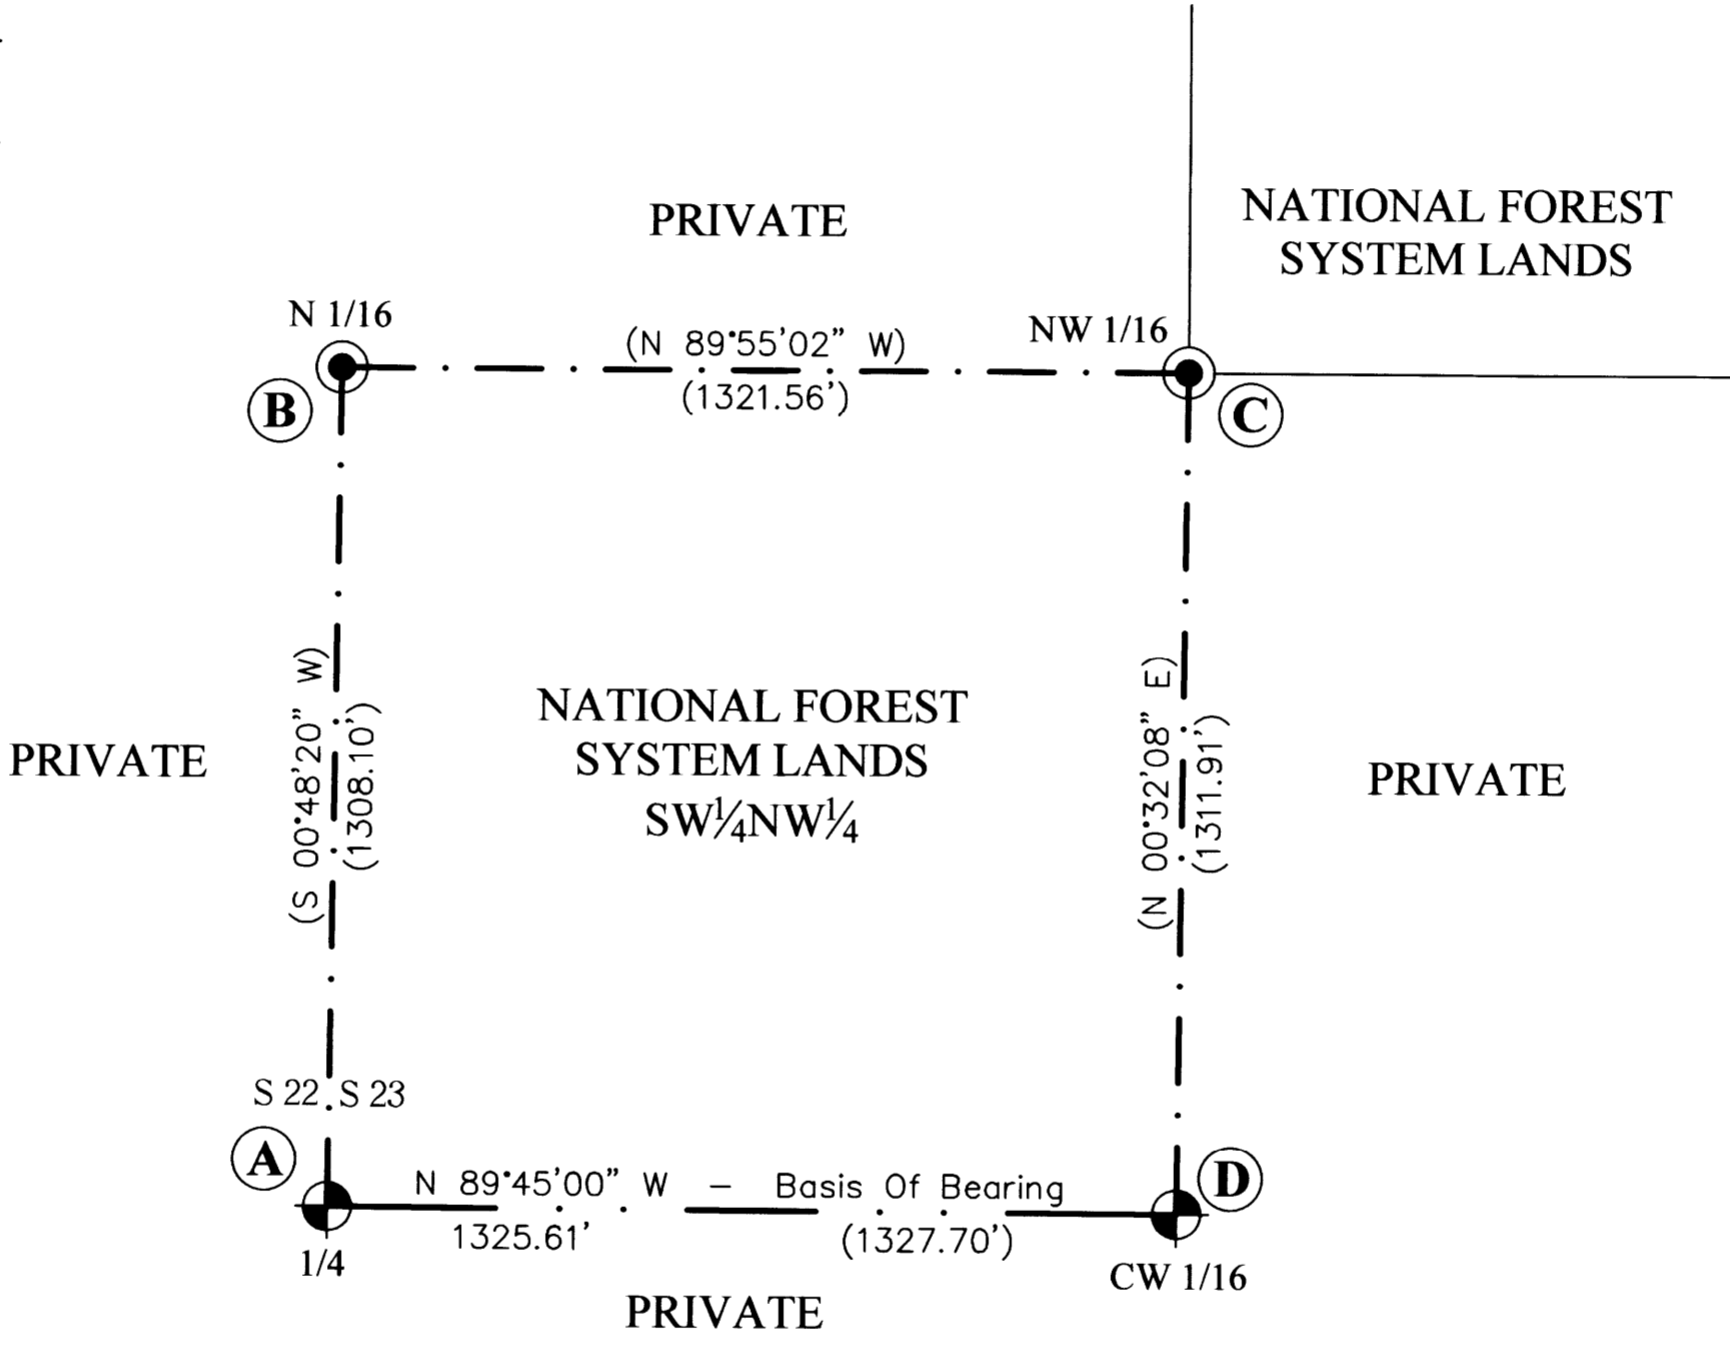 NATIONAL FOREST
SYSTEM LANDS
PRIVATE
N 1/16
NW 1/16
(N 89°55'02" W)
(1321.56')
B
C
(S 00°48'20" W)
(1308.10')
NATIONAL FOREST
SYSTEM LANDS
SW¼NW¼
(N 00°32'08" E)
(1311.91')
PRIVATE
PRIVATE
S 22 S 23
A
D
N 89°45'00" W – Basis Of Bearing
1325.61' (1327.70')
1/4
CW 1/16
PRIVATE